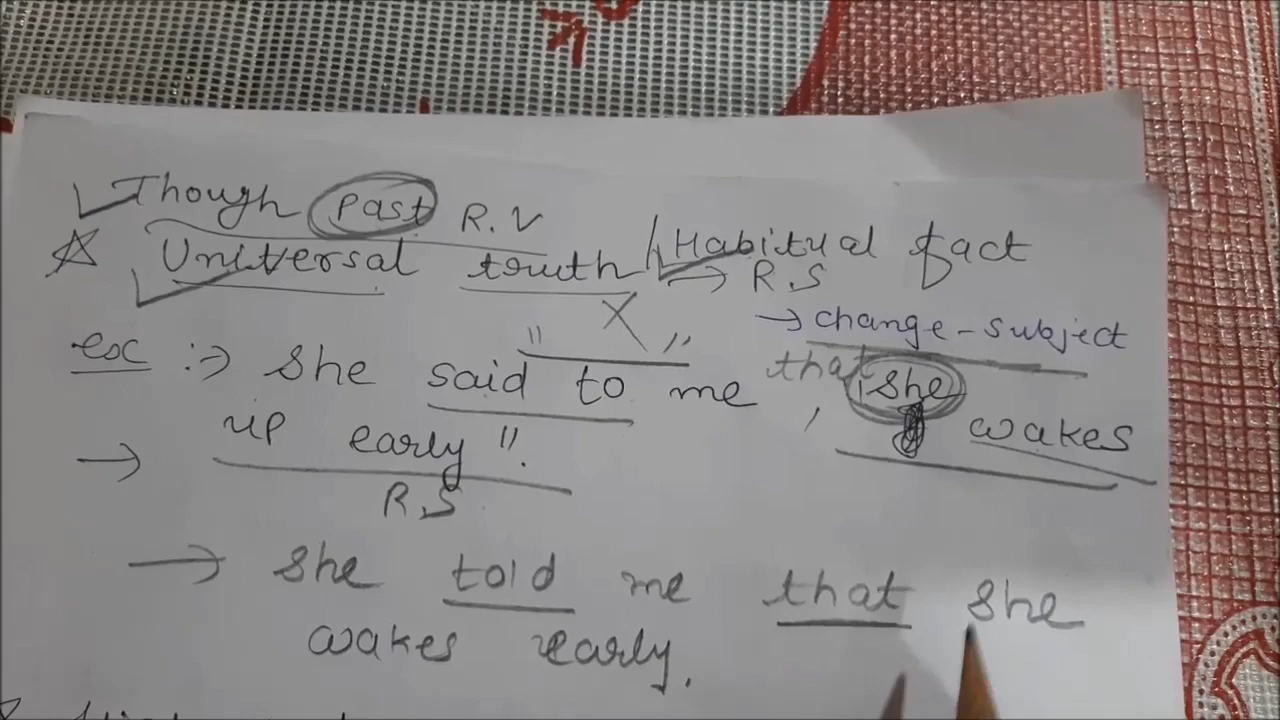 Though Past R.V
Universal truth / Habitual fact
→ R.S
X → change-subject
ex :→ She said to me, that "she wakes
→ up early".
R.S
→ She told me that she
wakes early.